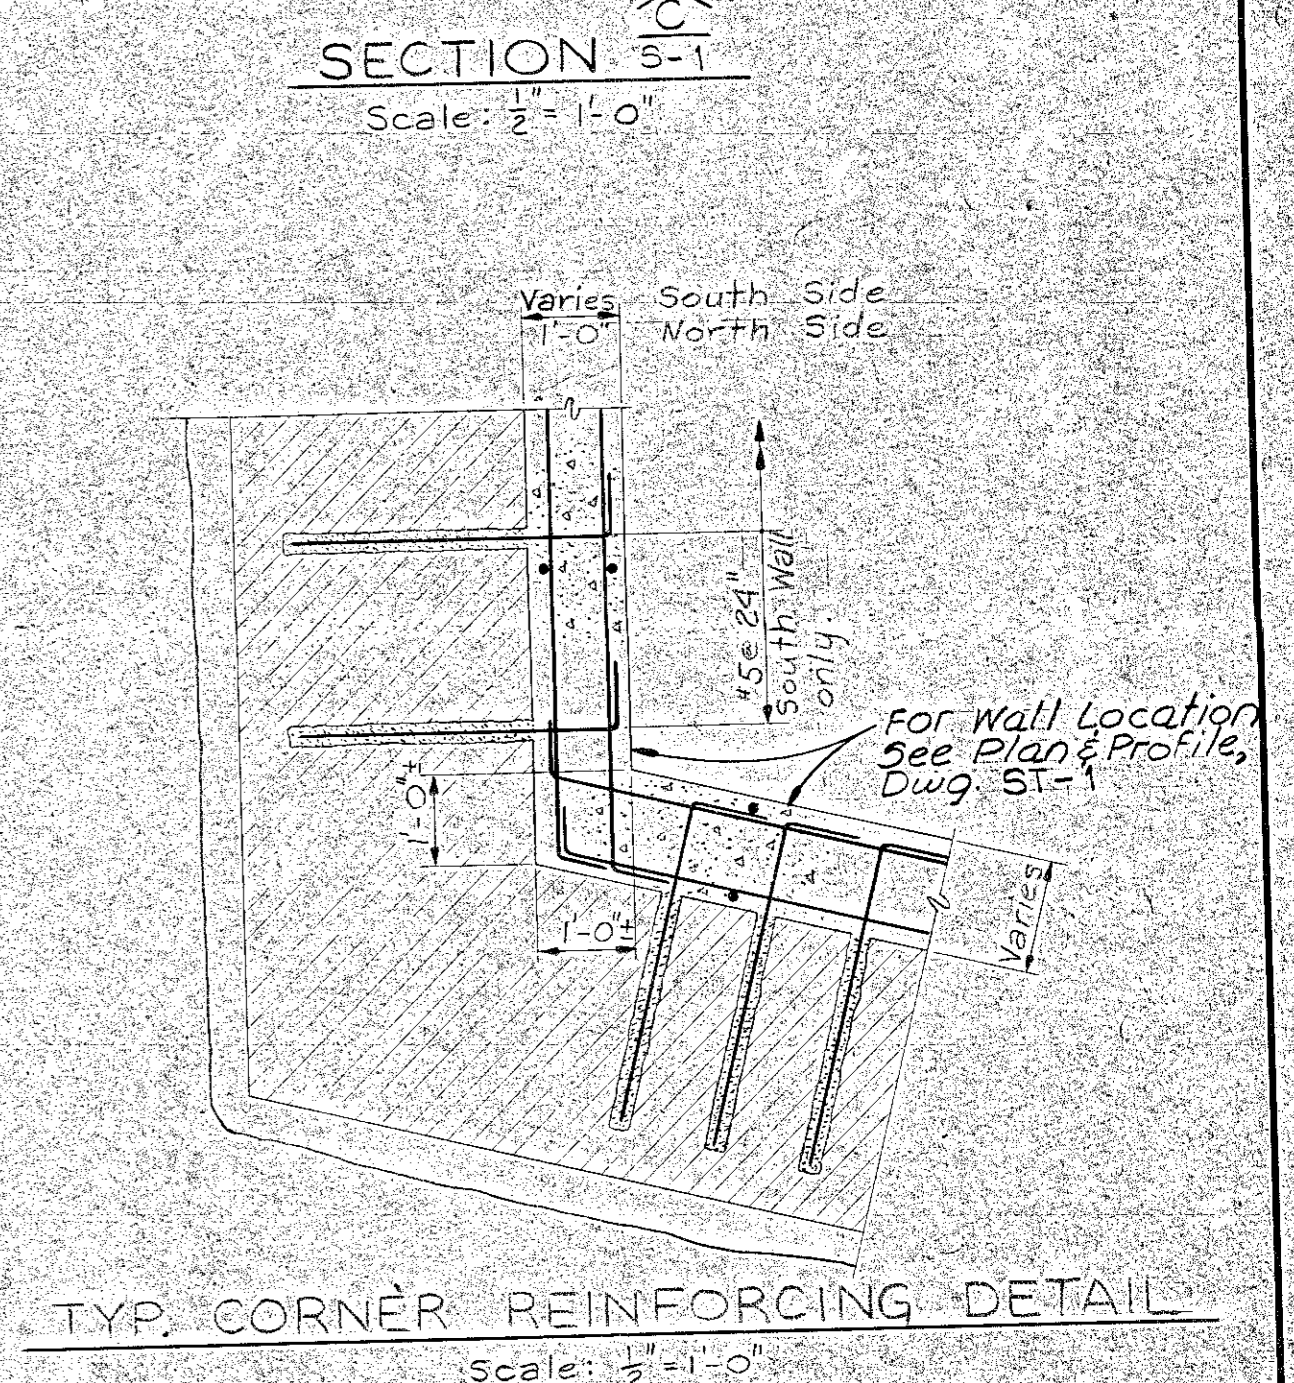 SECTION C
S-1
Scale: 1/2" = 1'-0"
Varies South Side
1'-0" North Side
#5@ 24"
South Wall
only.
For Wall Location
See Plan & Profile,
Dwg. ST-1
1'-0"±
1'-0"±
Varies
TYP. CORNER REINFORCING DETAIL
Scale: 1/2" = 1'-0"